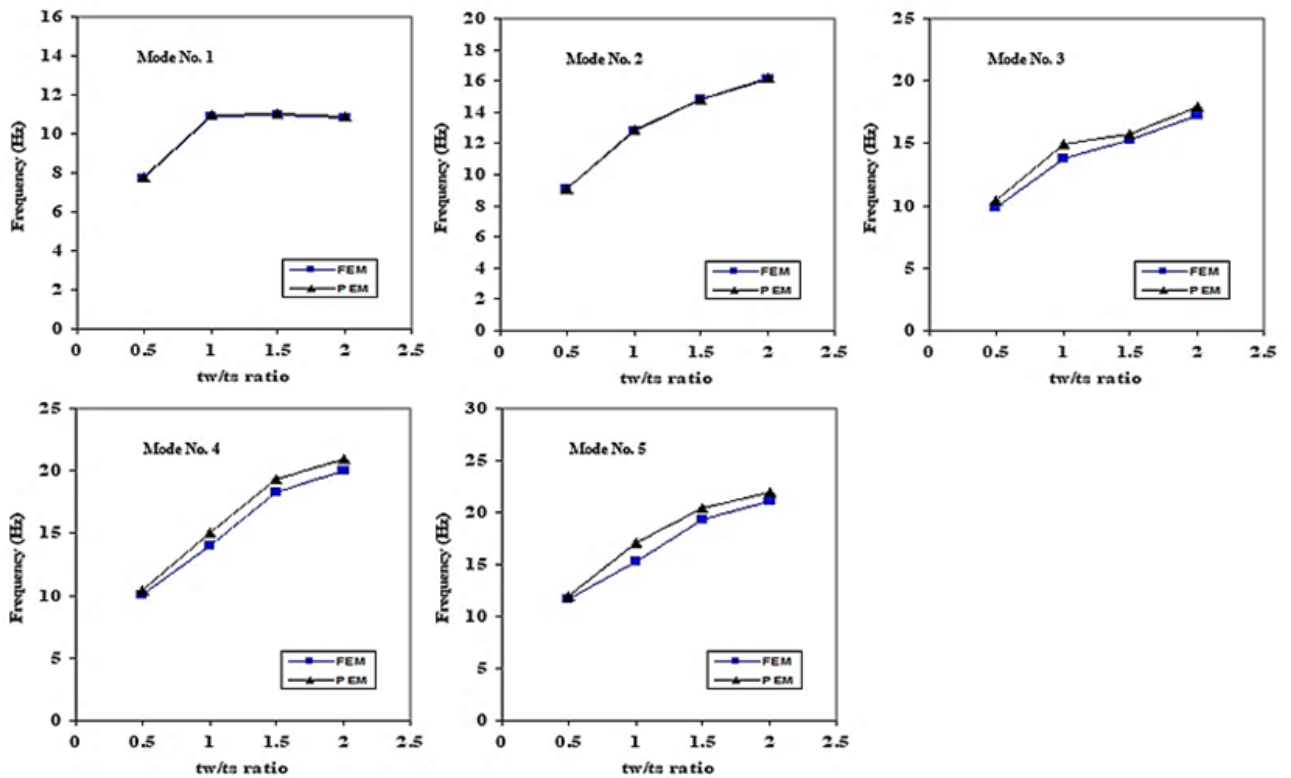 16
14
12
10
8
6
4
2
0
Frequency (Hz)
Mode No. 1
FEM
P EM
0 0.5 1 1.5 2 2.5
tw/ts ratio
20
18
16
14
12
10
8
6
4
2
0
Frequency (Hz)
Mode No. 2
FEM
P EM
0 0.5 1 1.5 2 2.5
tw/ts ratio
25
20
15
10
5
0
Frequency (Hz)
Mode No. 3
FEM
P EM
0 0.5 1 1.5 2 2.5
tw/ts ratio
25
20
15
10
5
0
Frequency (Hz)
Mode No. 4
FEM
P EM
0 0.5 1 1.5 2 2.5
tw/ts ratio
30
25
20
15
10
5
0
Frequency (Hz)
Mode No. 5
FEM
P EM
0 0.5 1 1.5 2 2.5
tw/ts ratio